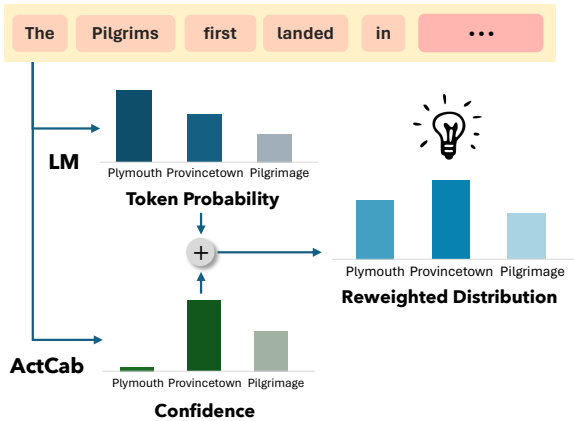 The Pilgrims first landed in ...
LM
Plymouth Provincetown Pilgrimage
Token Probability
+
Plymouth Provincetown Pilgrimage
Reweighted Distribution
ActCab
Plymouth Provincetown Pilgrimage
Confidence